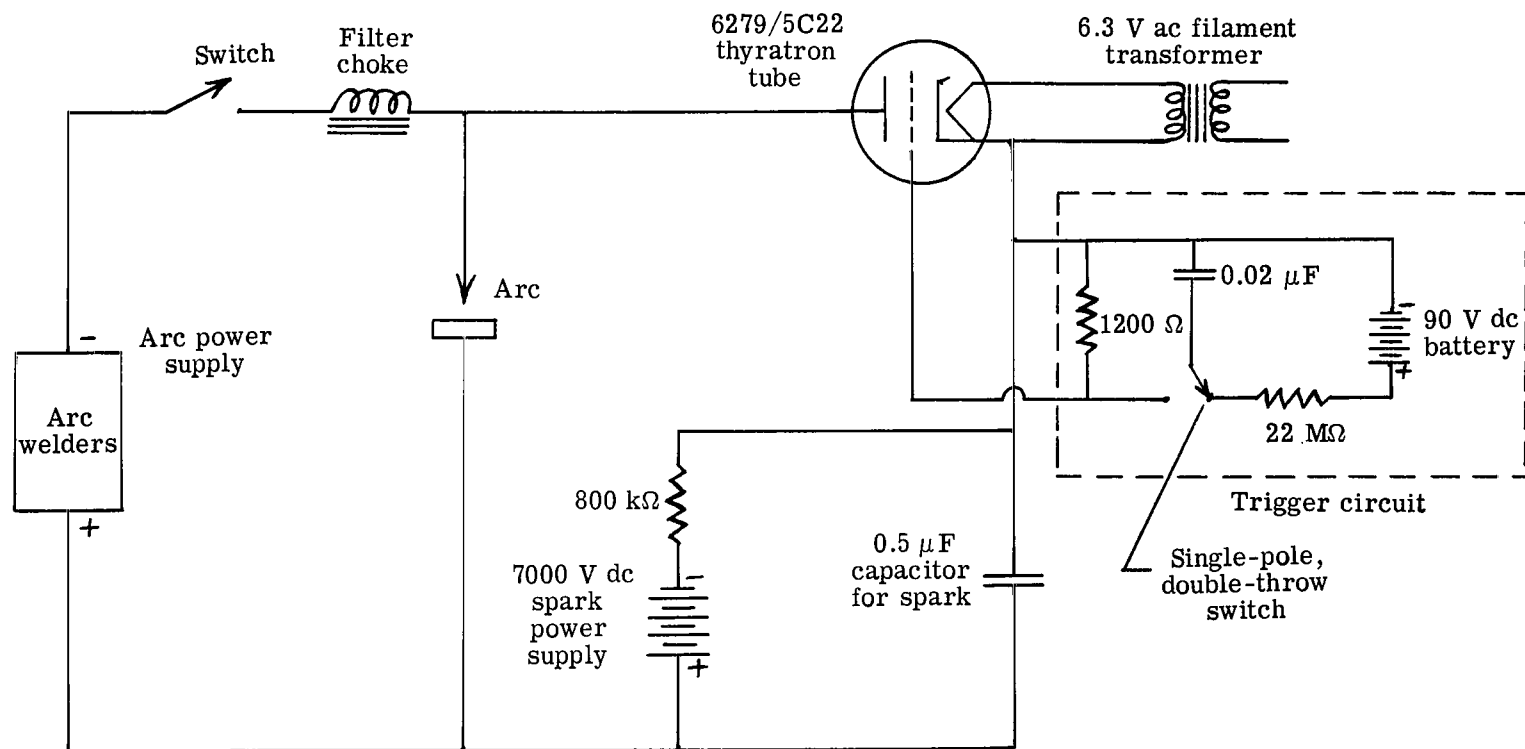 Switch
Filter
choke
6279/5C22
thyratron
tube
6.3 V ac filament
transformer
Arc
Arc power
supply
-
Arc
welders
+
1200 Ω
0.02 μF
-
90 V dc
battery
+
22 MΩ
Trigger circuit
Single-pole,
double-throw
switch
800 kΩ
7000 V dc
spark
power
supply
-
+
0.5 μF
capacitor
for spark